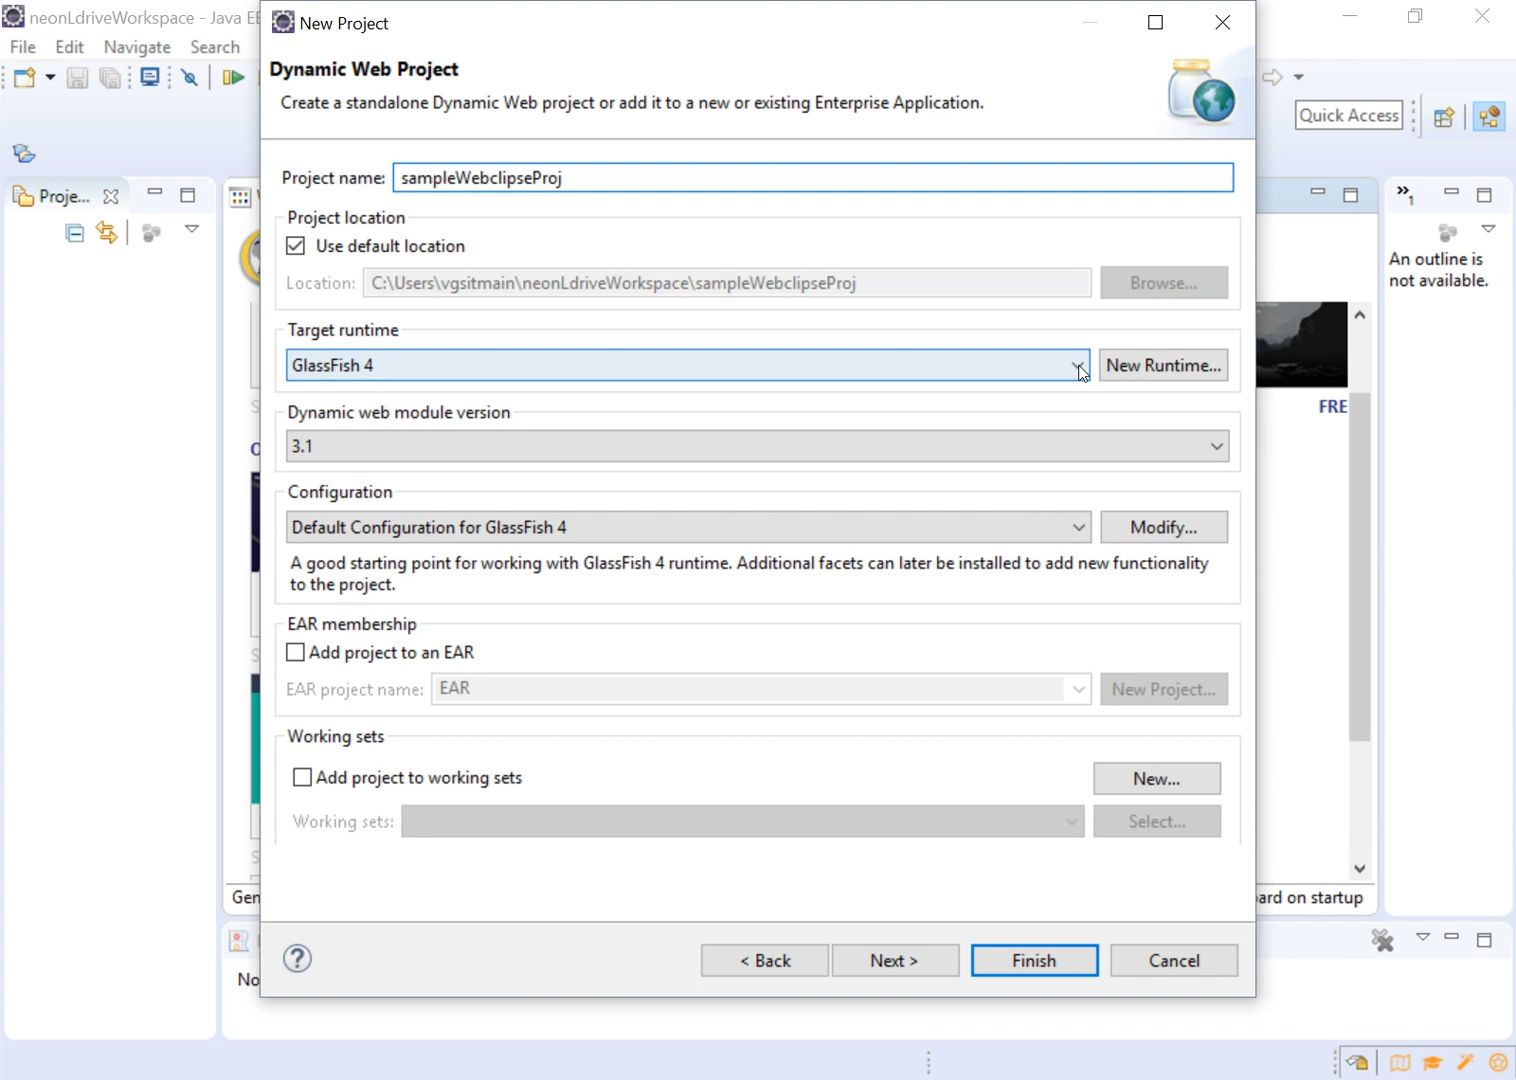 neonLdriveWorkspace - Java EE
File Edit Navigate Search
New Project
Dynamic Web Project
Create a standalone Dynamic Web project or add it to a new or existing Enterprise Application.
Quick Access
Proje...
Project name: sampleWebclipseProj
Project location
Use default location
Location: C:\Users\vgsitmain\neonLdriveWorkspace\sampleWebclipseProj Browse...
Target runtime
GlassFish 4 New Runtime...
Dynamic web module version
3.1
Configuration
Default Configuration for GlassFish 4 Modify...
A good starting point for working with GlassFish 4 runtime. Additional facets can later be installed to add new functionality
to the project.
EAR membership
Add project to an EAR
EAR project name: EAR New Project...
Working sets
Add project to working sets New...
Working sets: Select...
< Back Next > Finish Cancel
»1
An outline is
not available.
FRE
Gen
ard on startup
No